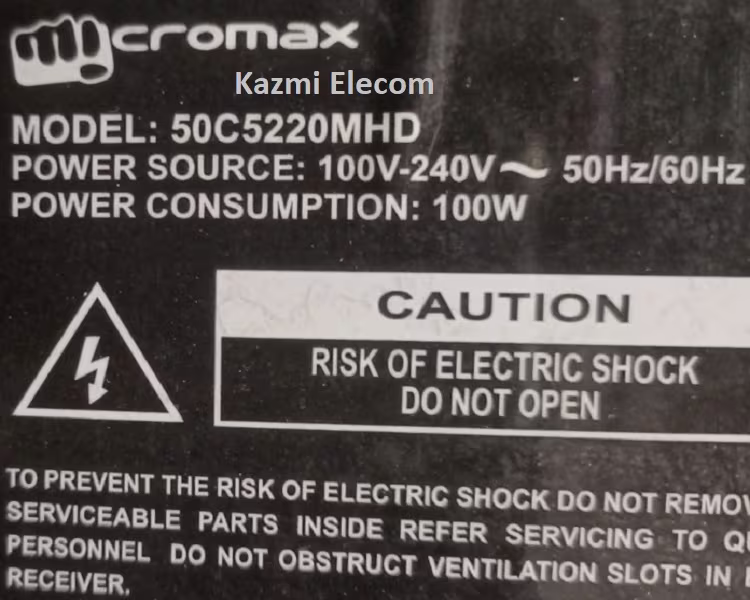 micromax
Kazmi Elecom
MODEL: 50C5220MHD
POWER SOURCE: 100V-240V~ 50Hz/60Hz
POWER CONSUMPTION: 100W
CAUTION
RISK OF ELECTRIC SHOCK
DO NOT OPEN
TO PREVENT THE RISK OF ELECTRIC SHOCK DO NOT REMOV
SERVICEABLE PARTS INSIDE REFER SERVICING TO QU
PERSONNEL DO NOT OBSTRUCT VENTILATION SLOTS IN
RECEIVER.